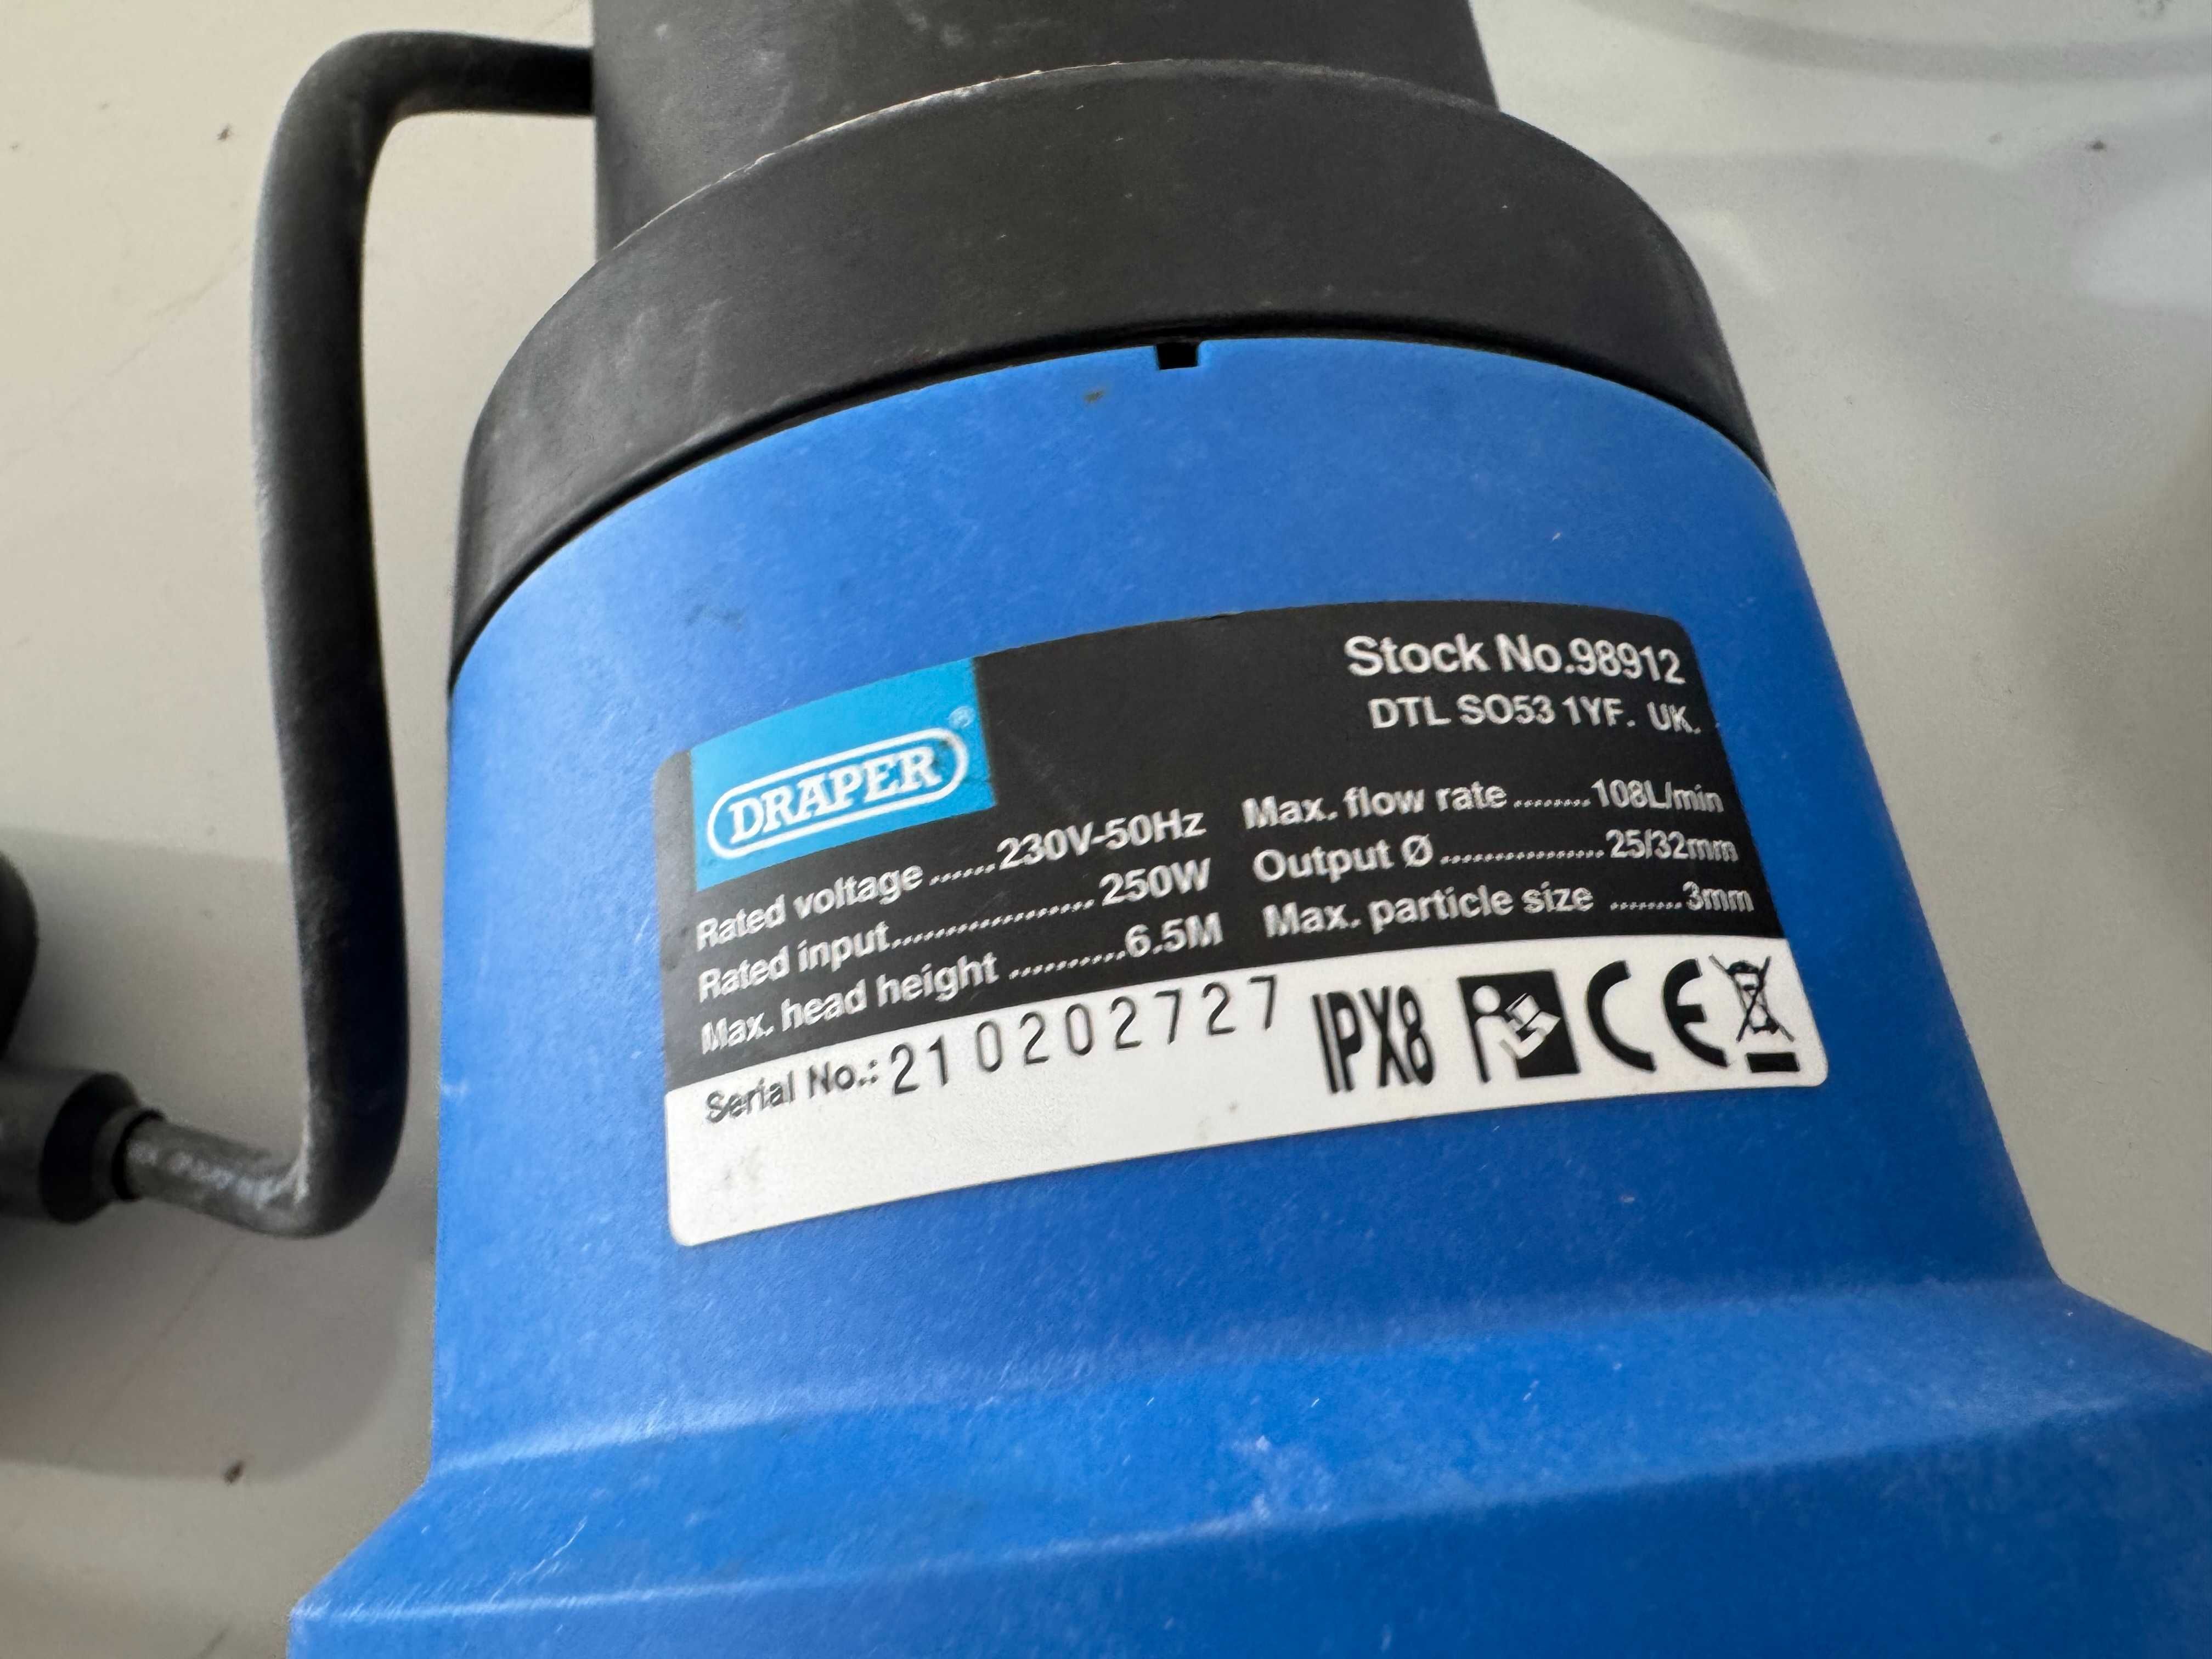 Stock No.98912
DTL SO53 1YF. UK.
DRAPER®
Rated voltage ......230V-50Hz
Rated input.................. 250W
Max. head height ..........6.5M
Max. flow rate ........108L/min
Output Ø ................. 25/32mm
Max. particle size ........3mm
Serial No.: 210202727
IPX8 CE